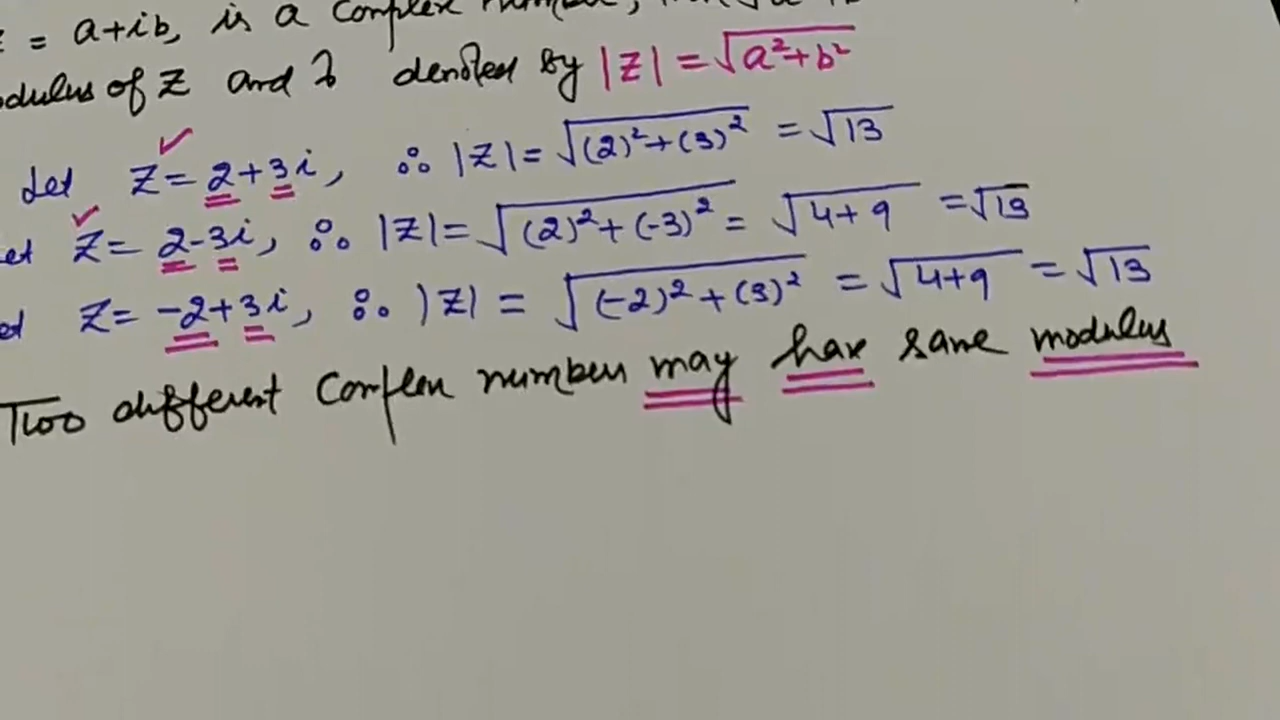 z = a+ib, is a complex number,
modulus of z and is denoted by |z| = √a²+b²
Let z = 2+3i, ∴ |z| = √(2)²+(3)² = √13
Let z = 2-3i, ∴ |z| = √(2)²+(-3)² = √4+9 = √13
Let z = -2+3i, ∴ |z| = √(-2)²+(3)² = √4+9 = √13
Two different Complex numbers may have same modulus